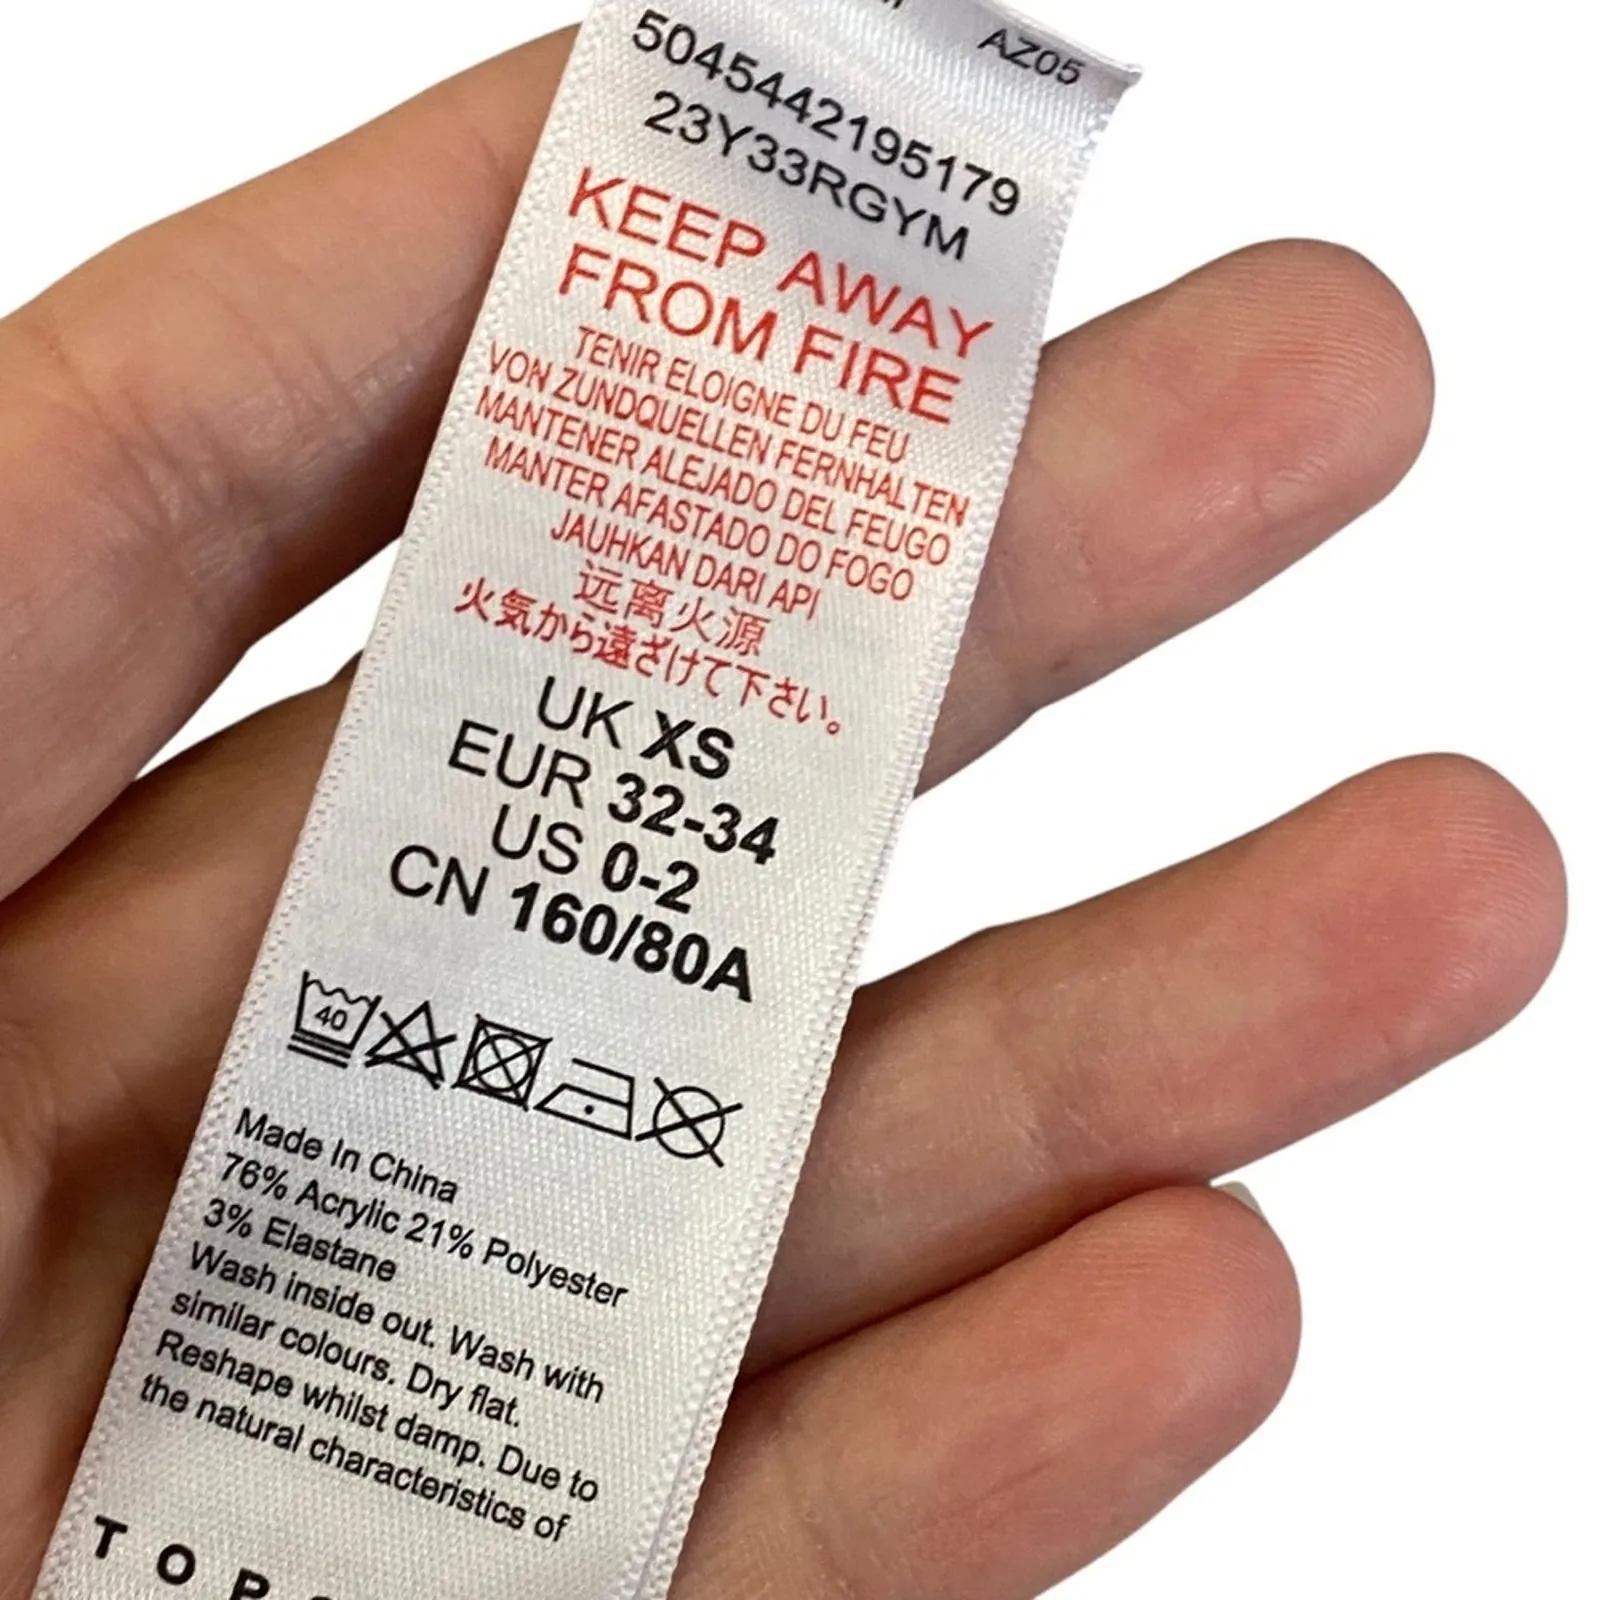 AZ05
5045442195179
23Y33RGYM
KEEP AWAY
FROM FIRE
TENIR ELOIGNE DU FEU
VON ZUNDQUELLEN FERNHALTEN
MANTENER ALEJADO DEL FEUGO
MANTER AFASTADO DO FOGO
JAUHKAN DARI API
远离火源
火気から遠ざけて下さい。
UK XS
EUR 32-34
US 0-2
CN 160/80A
40
Made In China
76% Acrylic 21% Polyester
3% Elastane
Wash inside out. Wash with
similar colours. Dry flat.
Reshape whilst damp. Due to
the natural characteristics of